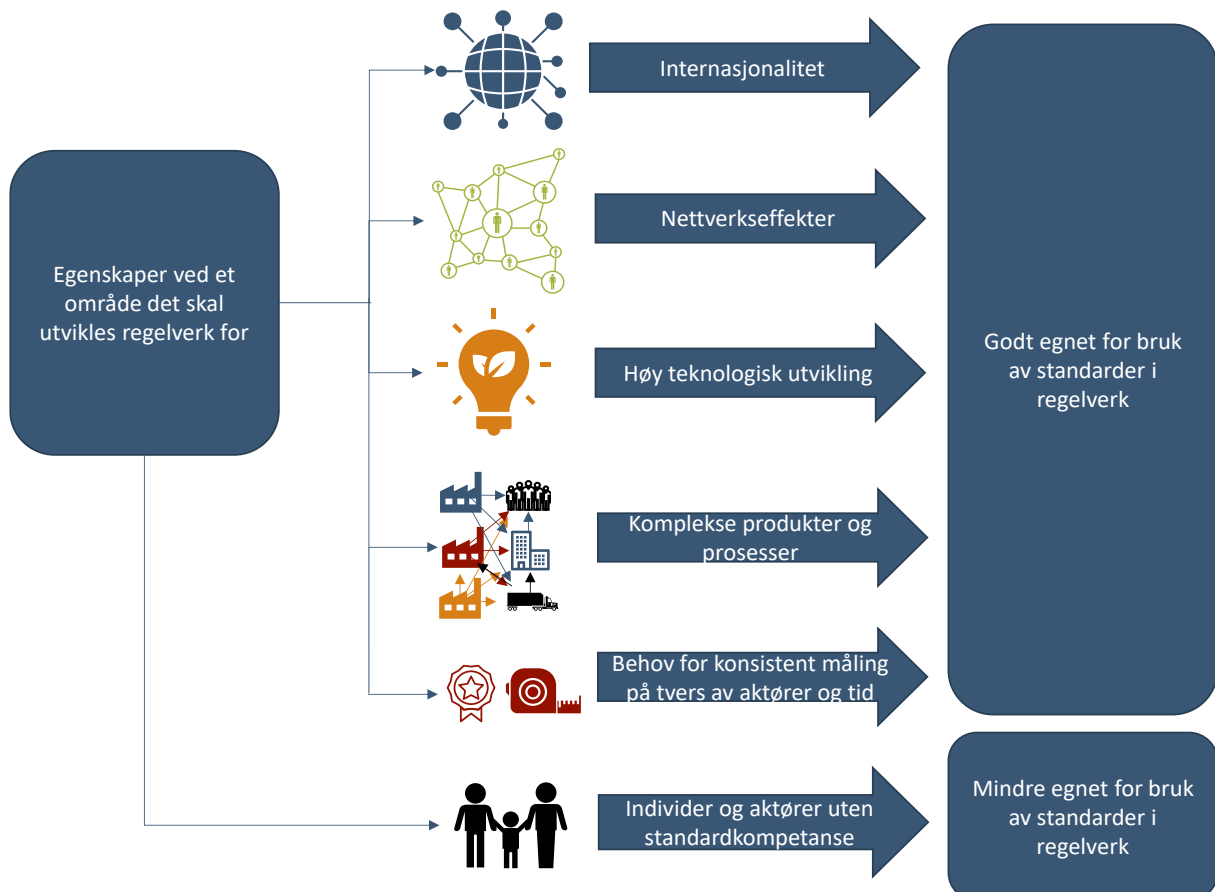 Internasjonalitet
Nettverkseffekter
Egenskaper ved et
område det skal
utvikles regelverk for
Høy teknologisk utvikling
Godt egnet for bruk
av standarder i
regelverk
Komplekse produkter og
prosesser
Behov for konsistent måling
på tvers av aktører og tid
Individer og aktører uten
standardkompetanse
Mindre egnet for bruk
av standarder i
regelverk